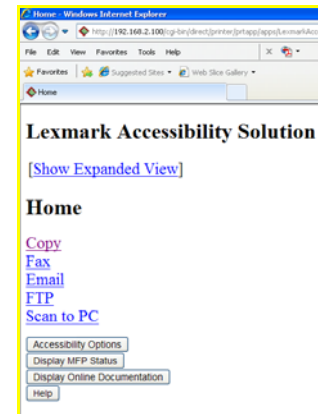 Home - Windows Internet Explorer
http://192.168.2.100/cgi-bin/direct/printer/prtapp/apps/LexmarkAcc
File Edit View Favorites Tools Help
Favorites Suggested Sites Web Slice Gallery
Home
Lexmark Accessibility Solution
[Show Expanded View]
Home
Copy
Fax
Email
FTP
Scan to PC
Accessibility Options
Display MFP Status
Display Online Documentation
Help